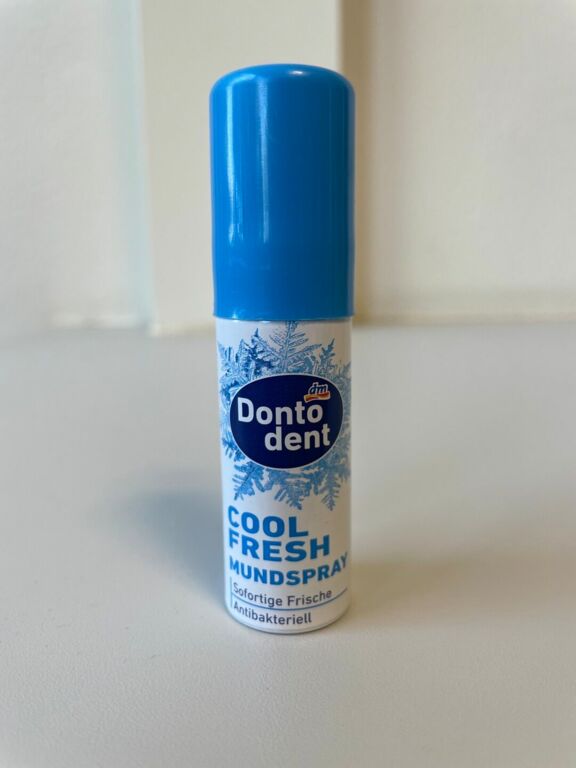 dm
Donto
dent
COOL
FRESH
MUNDSPRAY
Sofortige Frische
Antibakteriell